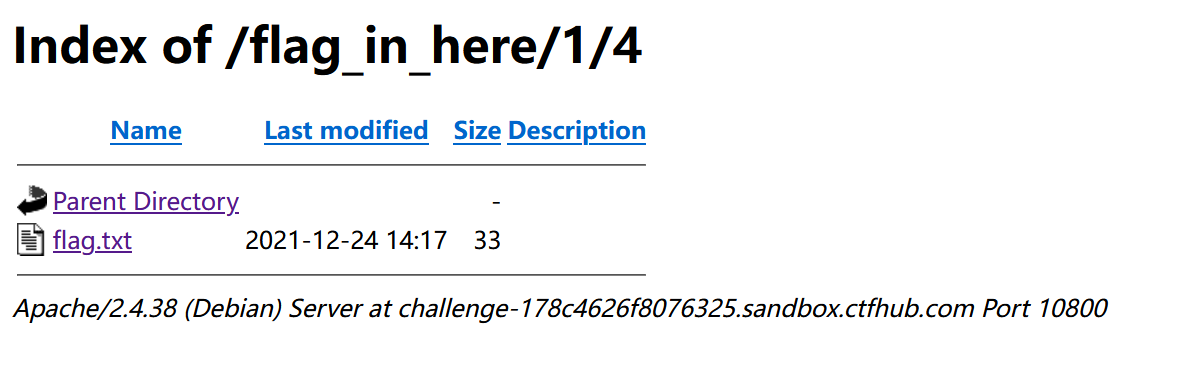 Index of /flag_in_here/1/4
Name Last modified Size Description
Parent Directory -
flag.txt 2021-12-24 14:17 33
Apache/2.4.38 (Debian) Server at challenge-178c4626f8076325.sandbox.ctfhub.com Port 10800